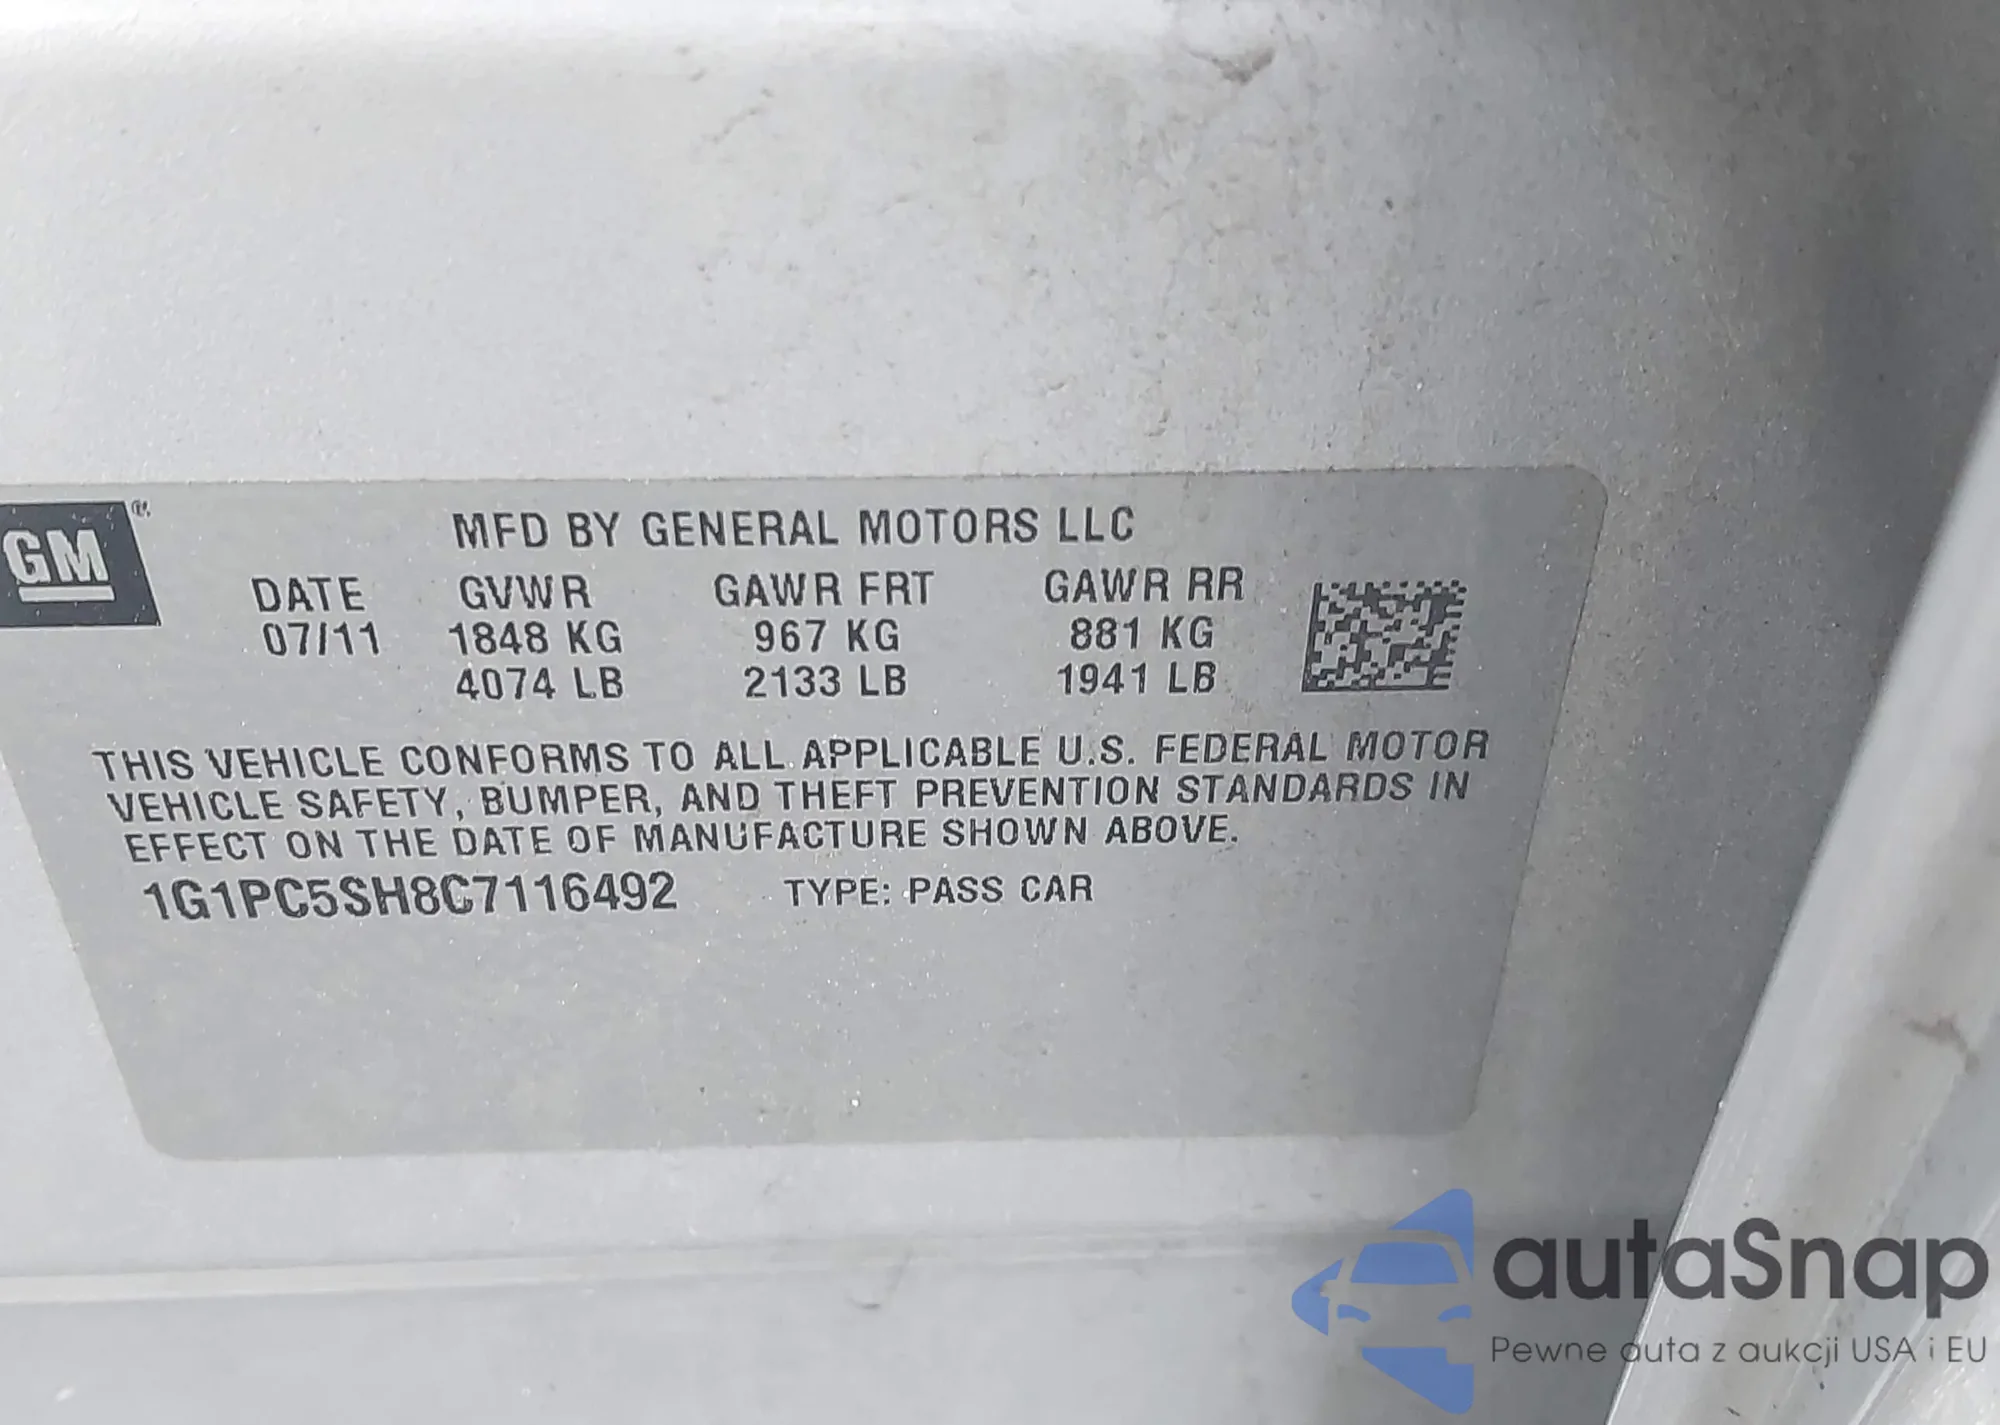 GM
MFD BY GENERAL MOTORS LLC
DATE GVWR GAWR FRT GAWR RR
07/11 1848 KG 967 KG 881 KG
4074 LB 2133 LB 1941 LB
THIS VEHICLE CONFORMS TO ALL APPLICABLE U.S. FEDERAL MOTOR
VEHICLE SAFETY, BUMPER, AND THEFT PREVENTION STANDARDS IN
EFFECT ON THE DATE OF MANUFACTURE SHOWN ABOVE.
1G1PC5SH8C7116492 TYPE: PASS CAR
autaSnap
Pewne auta z aukcji USA i EU